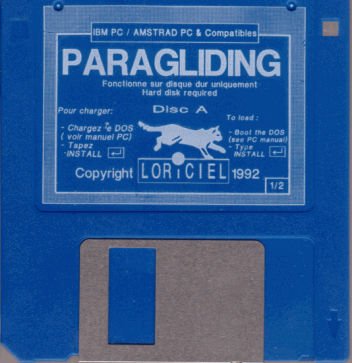 IBM PC / AMSTRAD PC & Compatibles
PARAGLIDING
Fonctionne sur disque dur uniquement
Hard disk required
Disc A
Pour charger:
- Chargez le DOS
( voir manuel PC)
- Tapez
INSTALL
To load :
- Boot the DOS
(see PC manual)
- Type
INSTALL
Copyright LORICIEL 1992
1/2